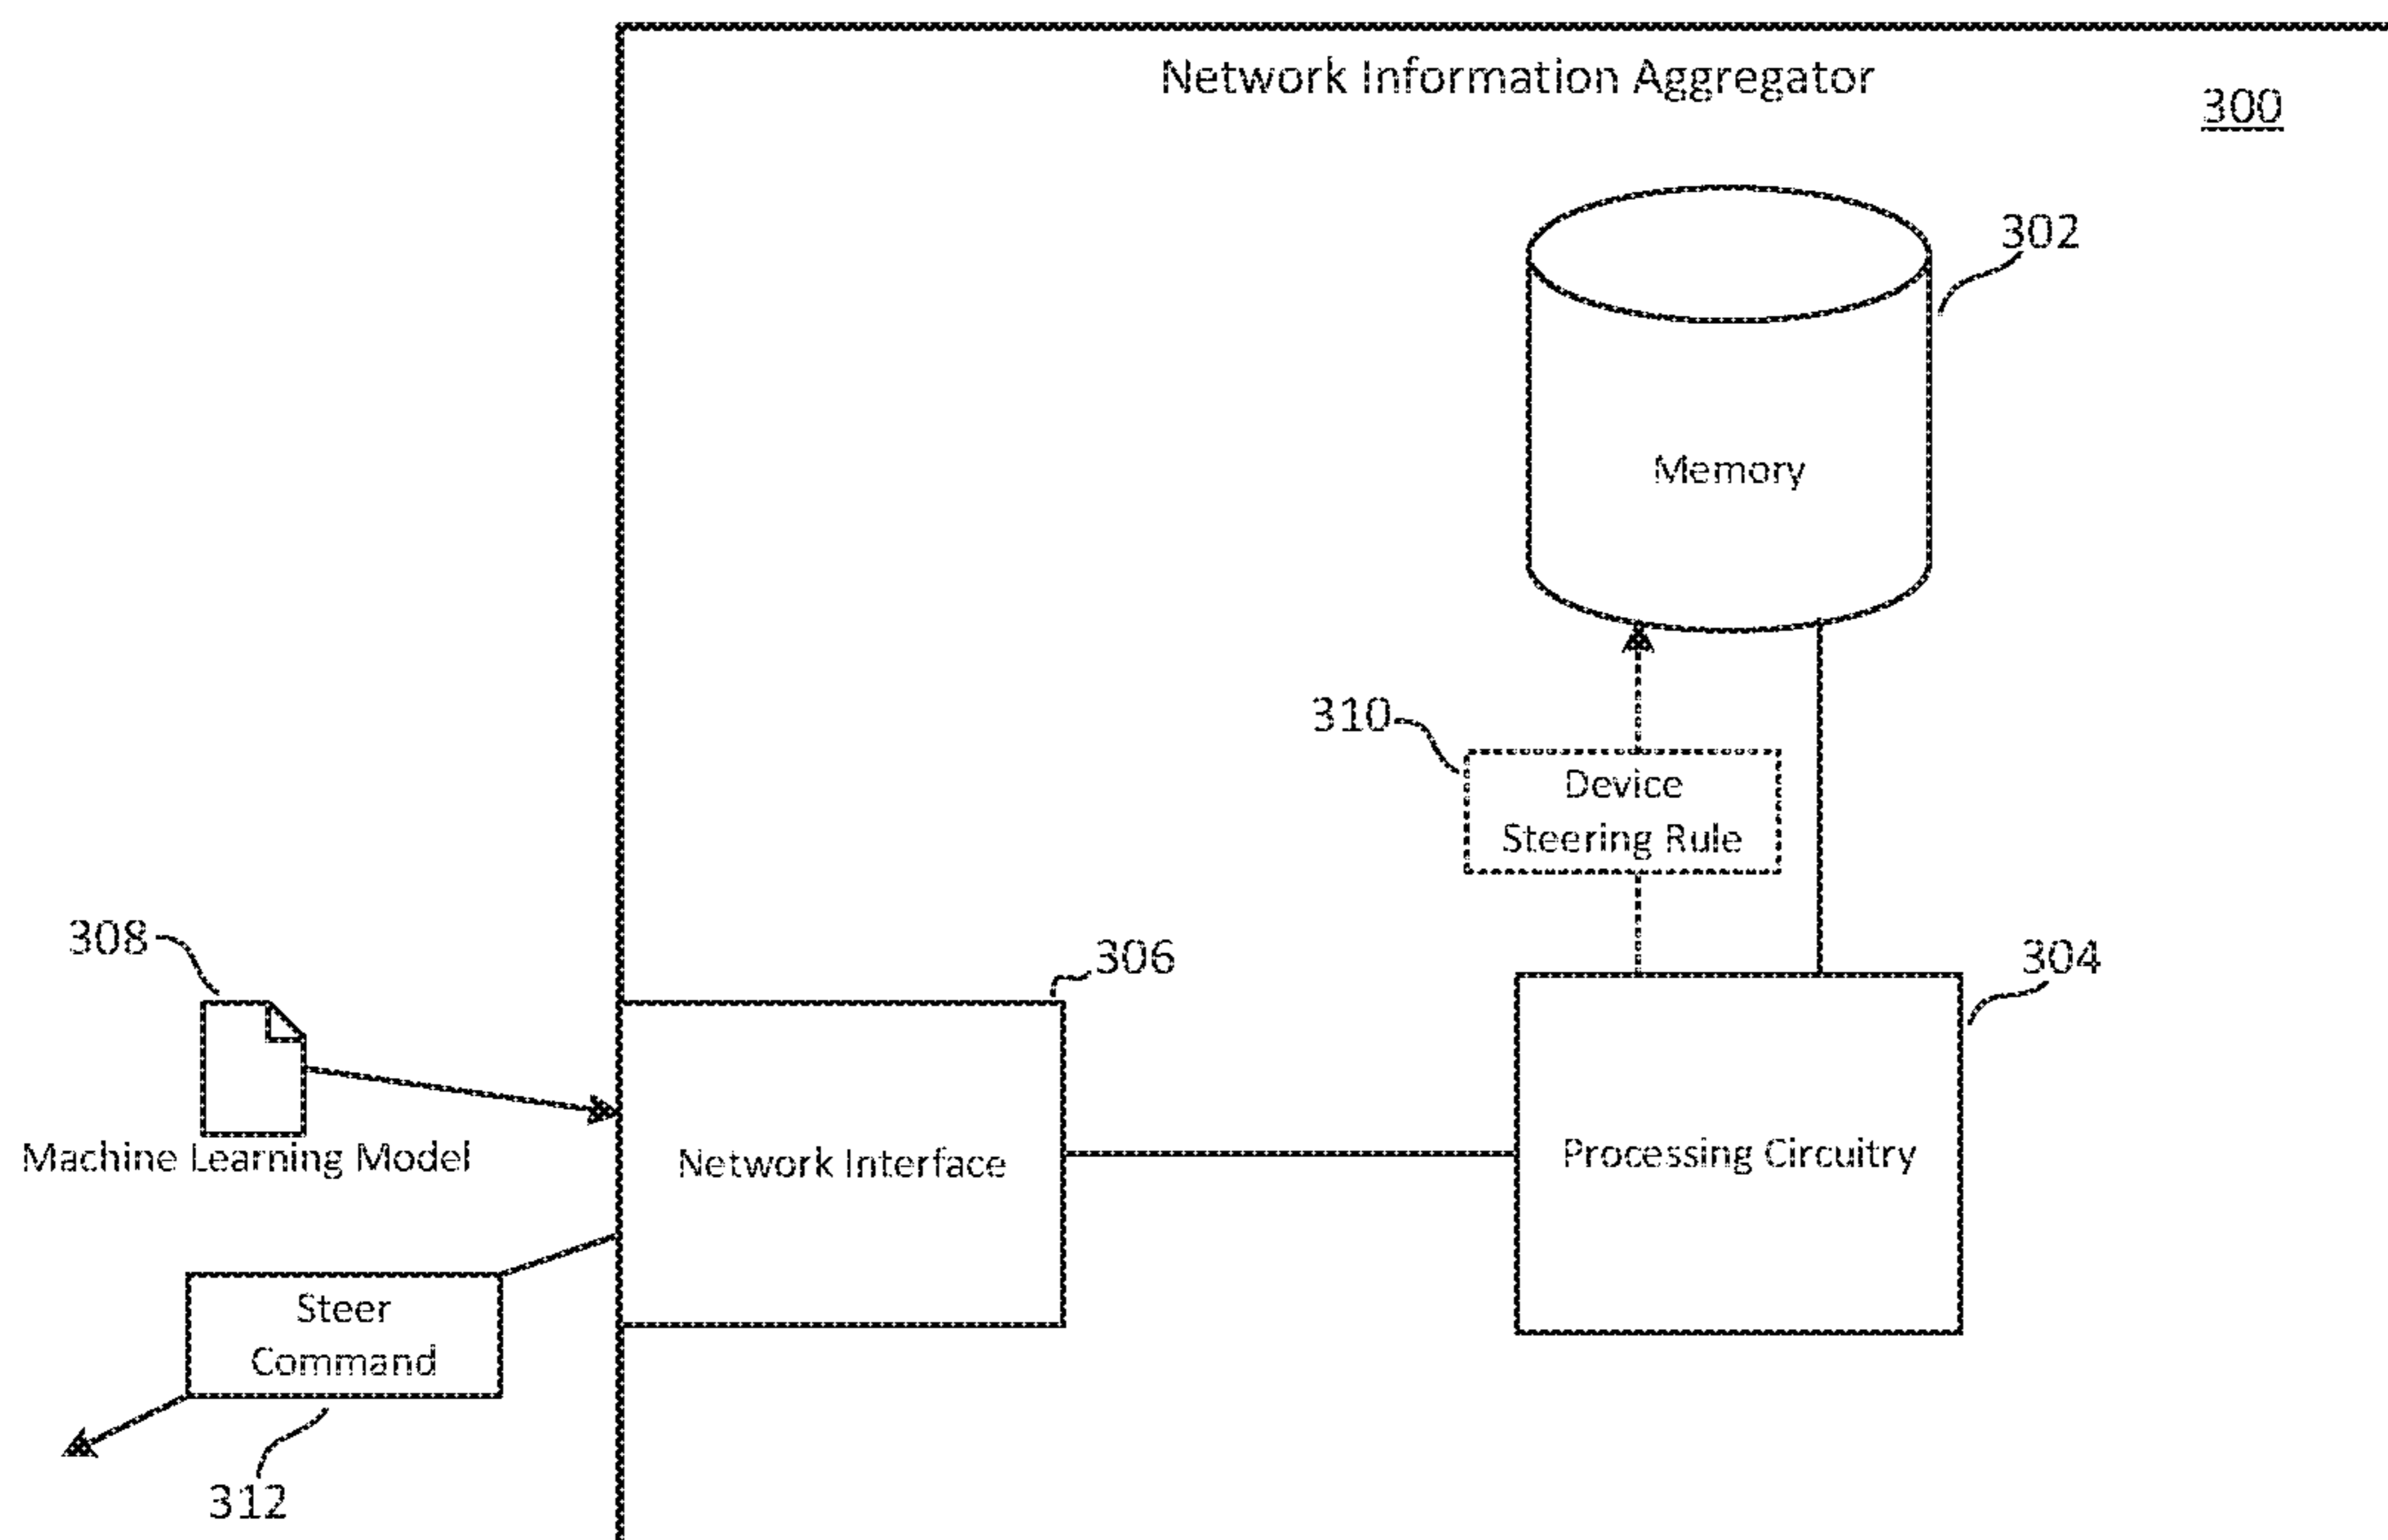 Network Information Aggregator
300
302
Memory
310
Device
Steering Rule
308
306
304
Machine Learning Model
Network Interface
Processing Circuitry
Steer
Command
312